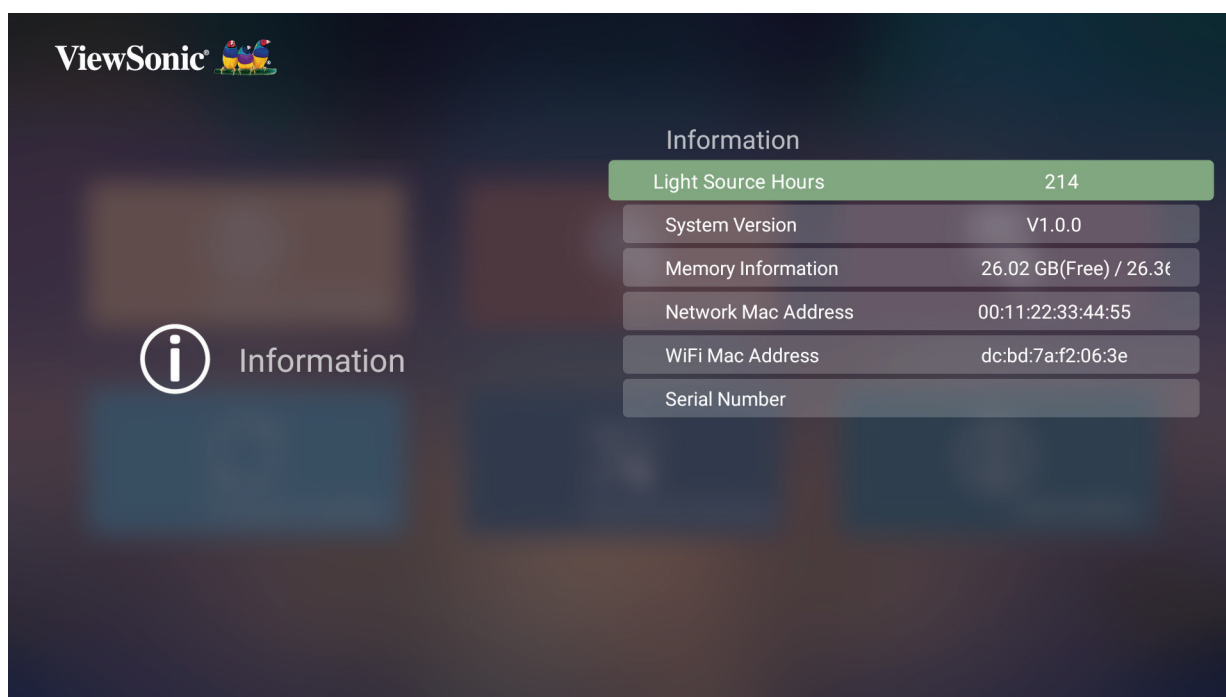 ViewSonic®
Information
Light Source Hours 214
System Version V1.0.0
Memory Information 26.02 GB(Free) / 26.36
Network Mac Address 00:11:22:33:44:55
Information
WiFi Mac Address dc:bd:7a:f2:06:3e
Serial Number